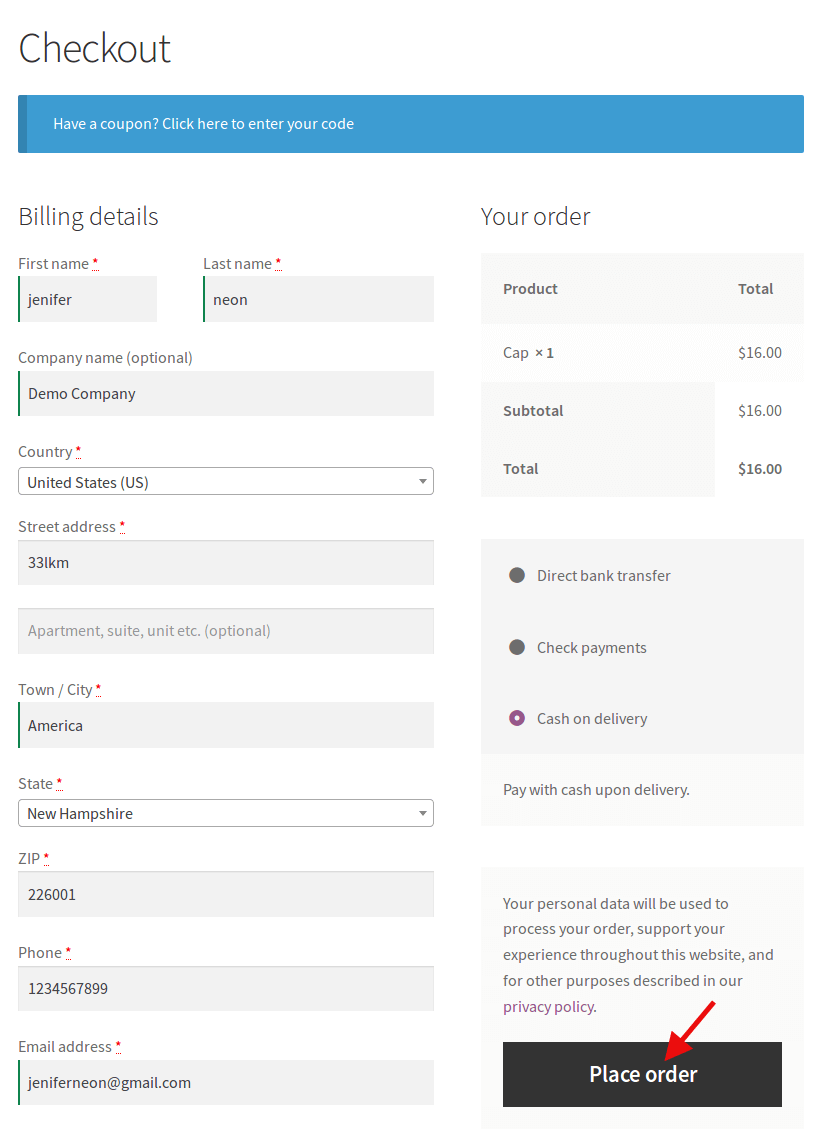 Checkout
Have a coupon? Click here to enter your code
Billing details
First name *
Last name *
jenifer
neon
Company name (optional)
Demo Company
Country *
United States (US)
Street address *
33lkm
Apartment, suite, unit etc. (optional)
Town / City *
America
State *
New Hampshire
ZIP *
226001
Phone *
1234567899
Email address *
jeniferneon@gmail.com
Your order
Product Total
Cap × 1 $16.00
Subtotal $16.00
Total $16.00
Direct bank transfer
Check payments
Cash on delivery
Pay with cash upon delivery.
Your personal data will be used to
process your order, support your
experience throughout this website, and
for other purposes described in our
privacy policy.
Place order